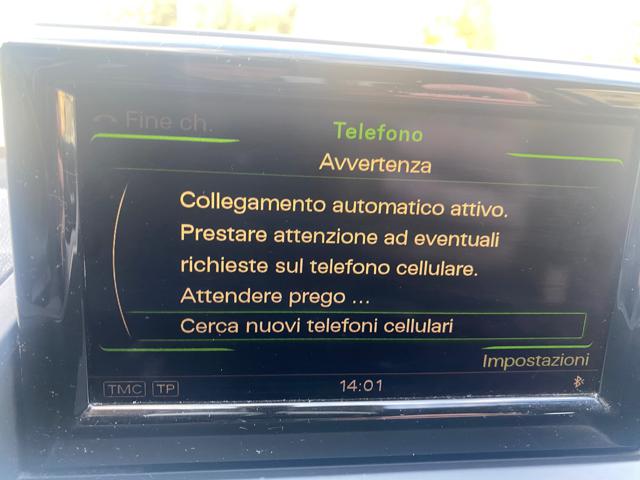 Fine ch.
Telefono
Avvertenza
Collegamento automatico attivo.
Prestare attenzione ad eventuali
richieste sul telefono cellulare.
Attendere prego ...
Cerca nuovi telefoni cellulari
Impostazioni
TMC TP
14:01